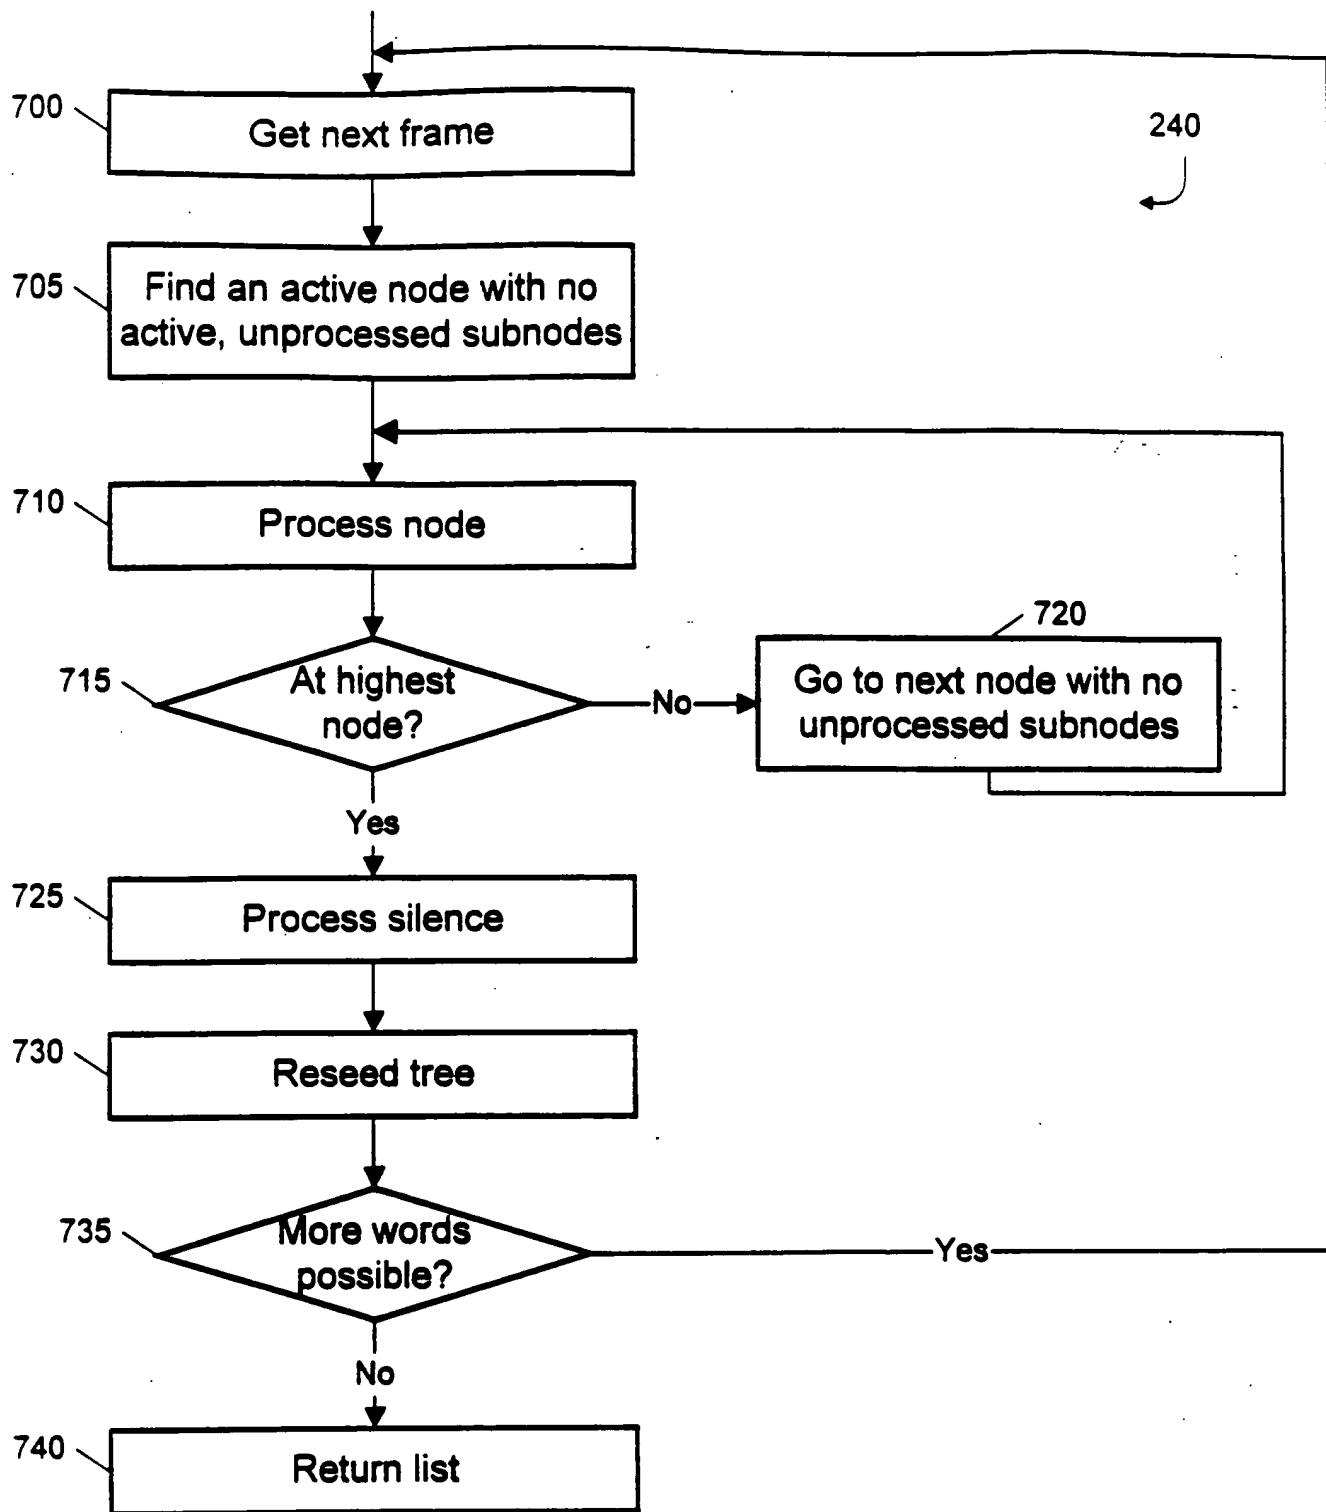 700
Get next frame
240
705
Find an active node with no
active, unprocessed subnodes
710
Process node
720
715
At highest
node?
No
Go to next node with no
unprocessed subnodes
Yes
725
Process silence
730
Reseed tree
735
More words
possible?
Yes
No
740
Return list